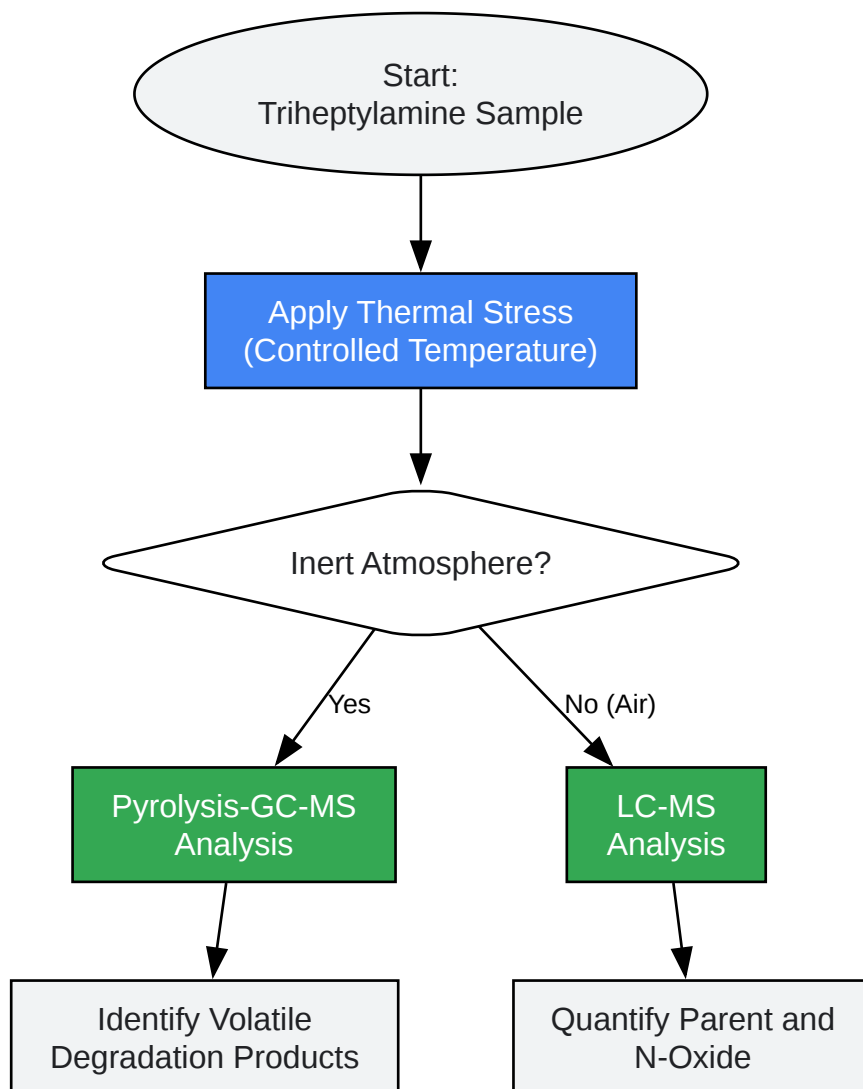 Start:
Triheptylamine Sample
Apply Thermal Stress
(Controlled Temperature)
Inert Atmosphere?
Yes
No (Air)
Pyrolysis-GC-MS
Analysis
LC-MS
Analysis
Identify Volatile
Degradation Products
Quantify Parent and
N-Oxide